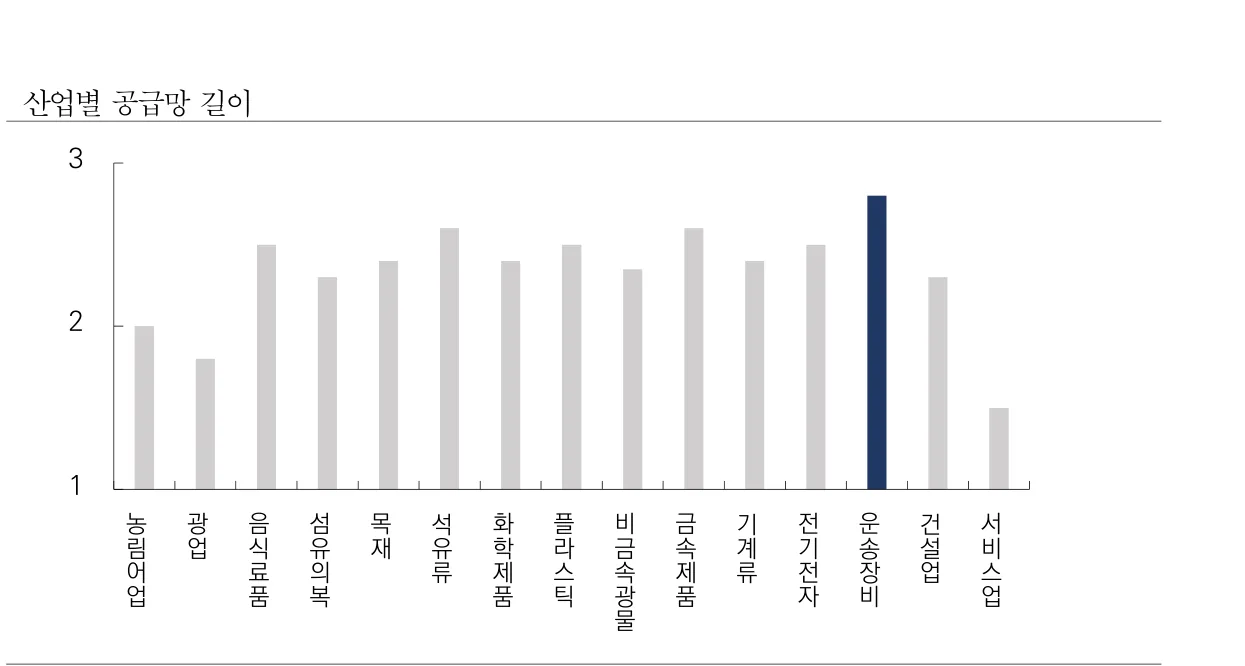 산업별 공급망 길이
3
2
1
농림어업
광업
음식료품
섬유의복
목재
석유류
화학제품
플라스틱
비금속광물
금속제품
기계류
전기전자
운송장비
건설업
서비스업